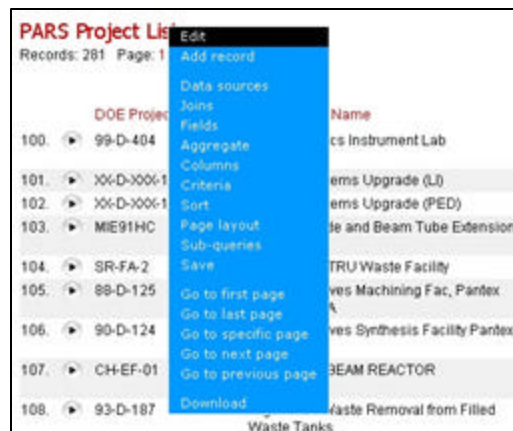 PARS Project Lis
Records: 281 Page: 1
Edit
Add record
Data sources
Joins
Fields
Aggregate
Columns
Criteria
Sort
Page layout
Sub-queries
Save
Go to first page
Go to last page
Go to specific page
Go to next page
Go to previous page
Download
DOE Projec Name
100. 99-D-404 cs Instrument Lab
101. XX-D-XXX-1 ems Upgrade (LI)
102. XX-D-XXX-1 ems Upgrade (PED)
103. MIE91HC de and Beam Tube Extension
104. SR-FA-2 TRU Waste Facility
105. 88-D-125 ves Machining Fac, Pantex
106. 90-D-124 ves Synthesis Facility Pantex
107. CH-EF-01 BEAM REACTOR
108. 93-D-187 Waste Removal from Filled
Waste Tanks